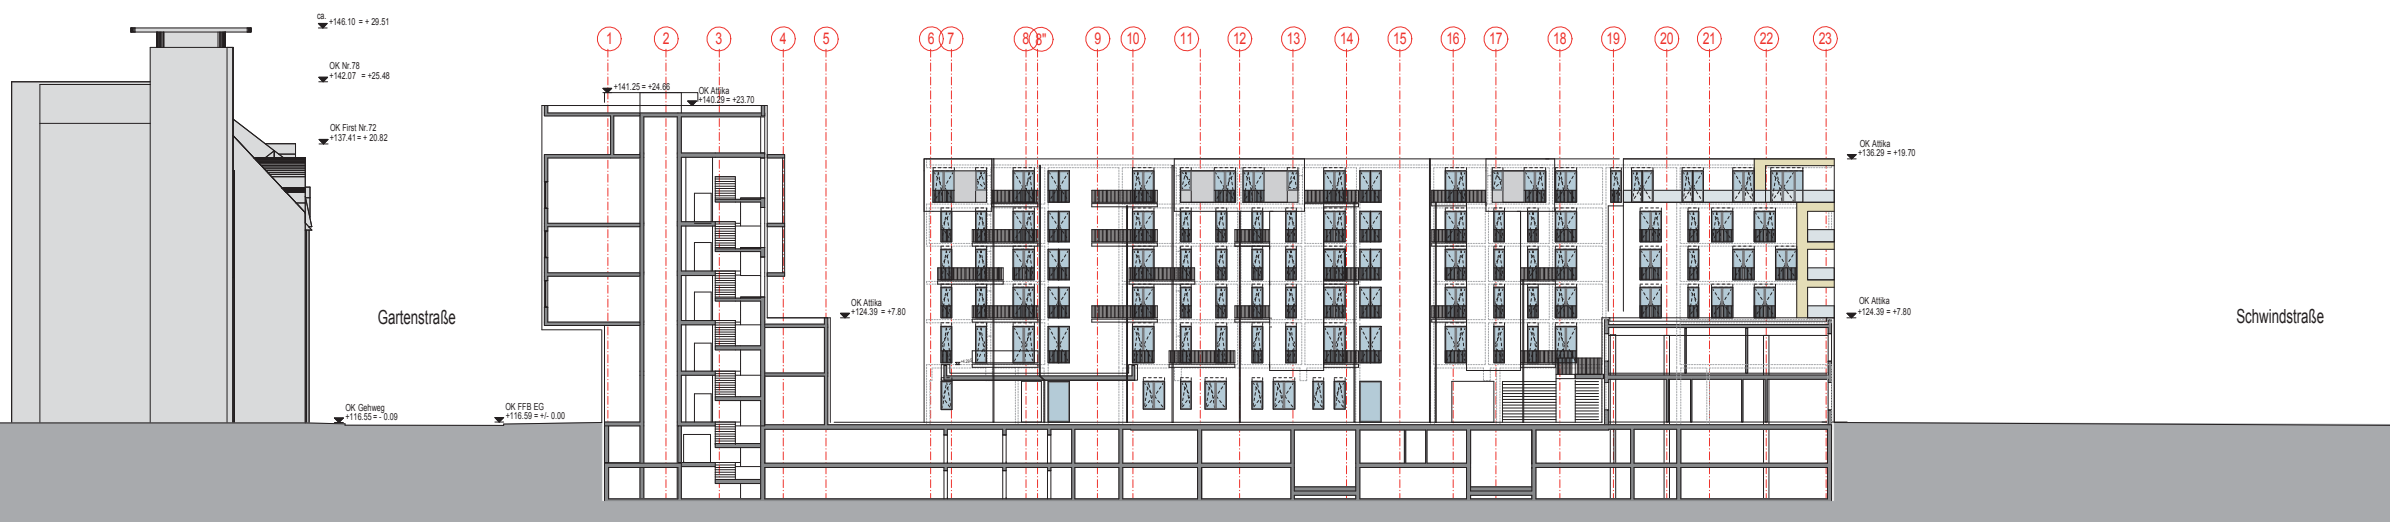 ca.
+146.10 = + 29.51
OK Nr.78
+142.07 = +25.48
OK First Nr.72
+137.41 = + 20.82
Gartenstraße
OK Gehweg
+116.55 = - 0.09
OK FFB EG
+116.59 = +/- 0.00
1 2 3 4 5 6 7 8 8" 9 10 11 12 13 14 15 16 17 18 19 20 21 22 23
+141.25 = +24.66
OK Attika
+140.29 = +23.70
OK Attika
+124.39 = +7.80
OK Attika
+136.29 = +19.70
OK Attika
+124.39 = +7.80
Schwindstraße